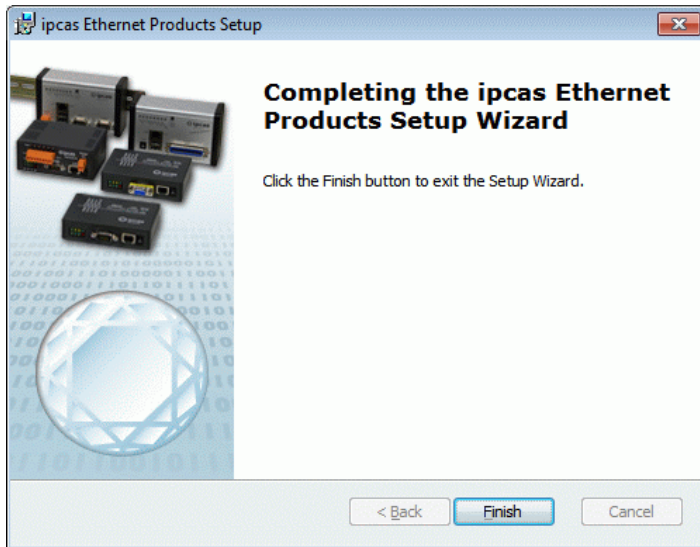 ipcas Ethernet Products Setup
Completing the ipcas Ethernet
Products Setup Wizard
Click the Finish button to exit the Setup Wizard.
< Back
Finish
Cancel